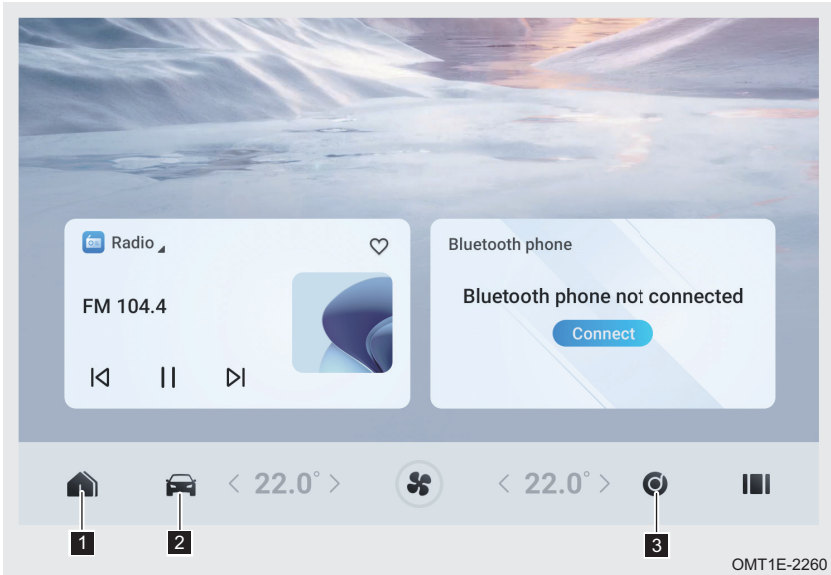 Radio
Bluetooth phone
FM 104.4
Bluetooth phone not connected
Connect
< 22.0° >
< 22.0° >
1
2
3
OMT1E-2260